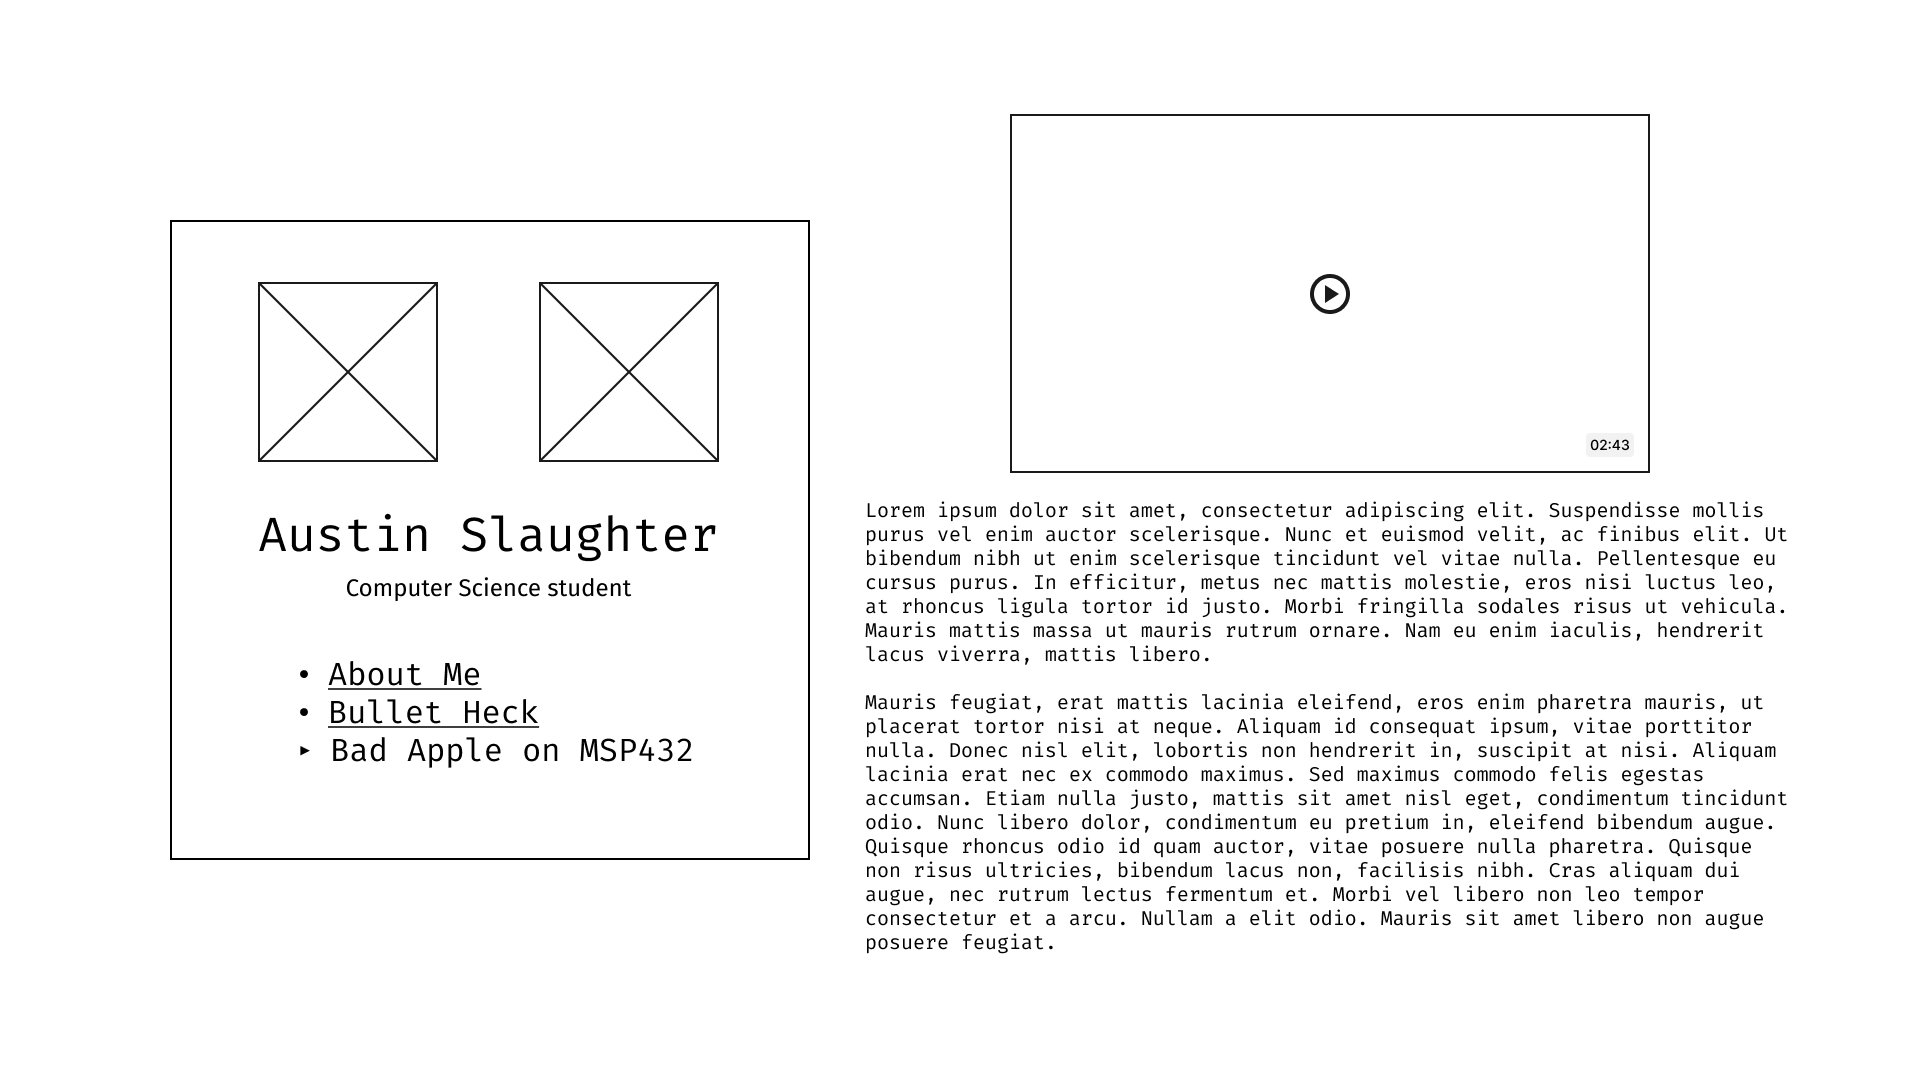 Austin Slaughter
Computer Science student
• About Me
• Bullet Heck
▸ Bad Apple on MSP432
02:43
Lorem ipsum dolor sit amet, consectetur adipiscing elit. Suspendisse mollis
purus vel enim auctor scelerisque. Nunc et euismod velit, ac finibus elit. Ut
bibendum nibh ut enim scelerisque tincidunt vel vitae nulla. Pellentesque eu
cursus purus. In efficitur, metus nec mattis molestie, eros nisi luctus leo,
at rhoncus ligula tortor id justo. Morbi fringilla sodales risus ut vehicula.
Mauris mattis massa ut mauris rutrum ornare. Nam eu enim iaculis, hendrerit
lacus viverra, mattis libero.
Mauris feugiat, erat mattis lacinia eleifend, eros enim pharetra mauris, ut
placerat tortor nisi at neque. Aliquam id consequat ipsum, vitae porttitor
nulla. Donec nisl elit, lobortis non hendrerit in, suscipit at nisi. Aliquam
lacinia erat nec ex commodo maximus. Sed maximus commodo felis egestas
accumsan. Etiam nulla justo, mattis sit amet nisl eget, condimentum tincidunt
odio. Nunc libero dolor, condimentum eu pretium in, eleifend bibendum augue.
Quisque rhoncus odio id quam auctor, vitae posuere nulla pharetra. Quisque
non risus ultricies, bibendum lacus non, facilisis nibh. Cras aliquam dui
augue, nec rutrum lectus fermentum et. Morbi vel libero non leo tempor
consectetur et a arcu. Nullam a elit odio. Mauris sit amet libero non augue
posuere feugiat.